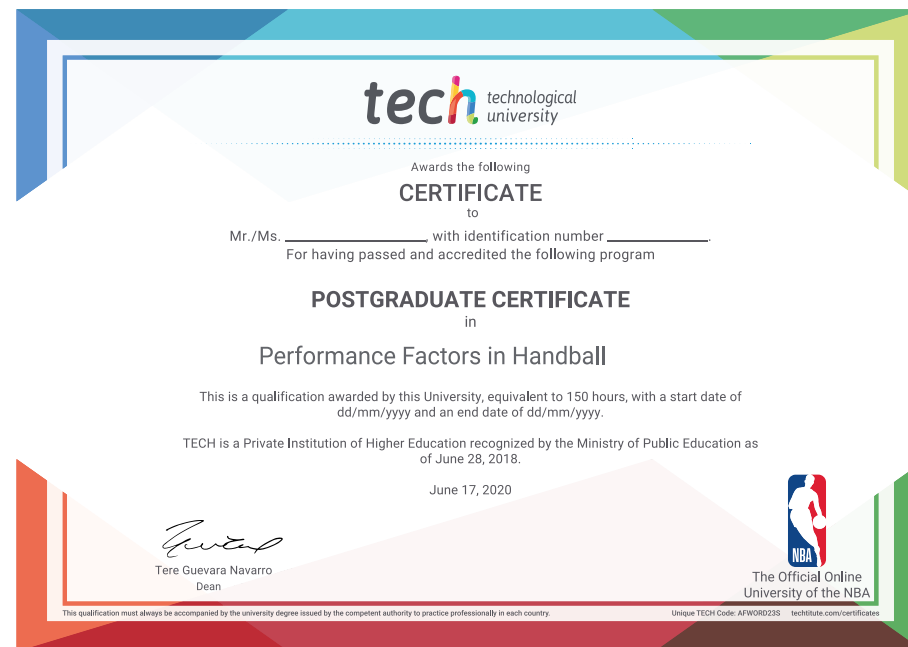 tech technological
university
Awards the following
CERTIFICATE
to
Mr./Ms. ____________, with identification number ____________.
For having passed and accredited the following program
POSTGRADUATE CERTIFICATE
in
Performance Factors in Handball
This is a qualification awarded by this University, equivalent to 150 hours, with a start date of
dd/mm/yyyy and an end date of dd/mm/yyyy.
TECH is a Private Institution of Higher Education recognized by the Ministry of Public Education as
of June 28, 2018.
June 17, 2020
Tere Guevara Navarro
Dean
NBA
The Official Online
University of the NBA
This qualification must always be accompanied by the university degree issued by the competent authority to practice professionally in each country.
Unique TECH Code: AFWORD23S techtitute.com/certificates